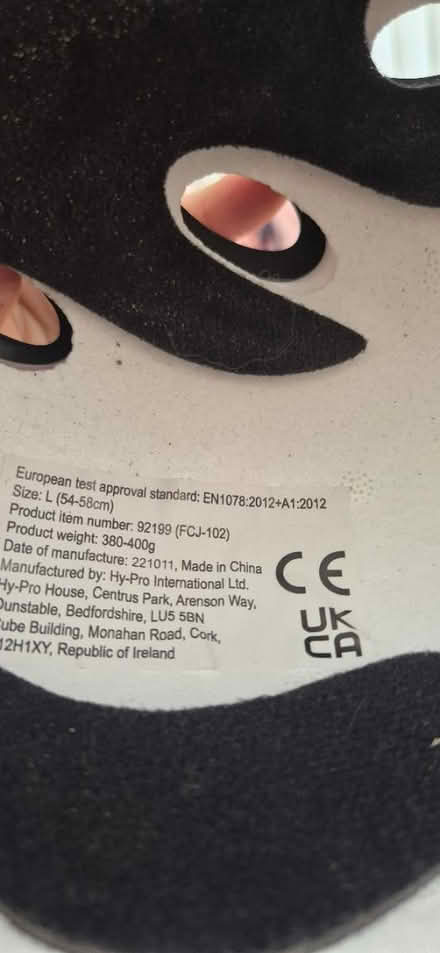 European test approval standard: EN1078:2012+A1:2012
Size: L (54-58cm)
Product item number: 92199 (FCJ-102)
Product weight: 380-400g
Date of manufacture: 221011, Made in China
Manufactured by: Hy-Pro International Ltd.
Hy-Pro House, Centrus Park, Arenson Way,
Dunstable, Bedfordshire, LU5 5BN
ube Building, Monahan Road, Cork,
12H1XY, Republic of Ireland
CE
UK
CA